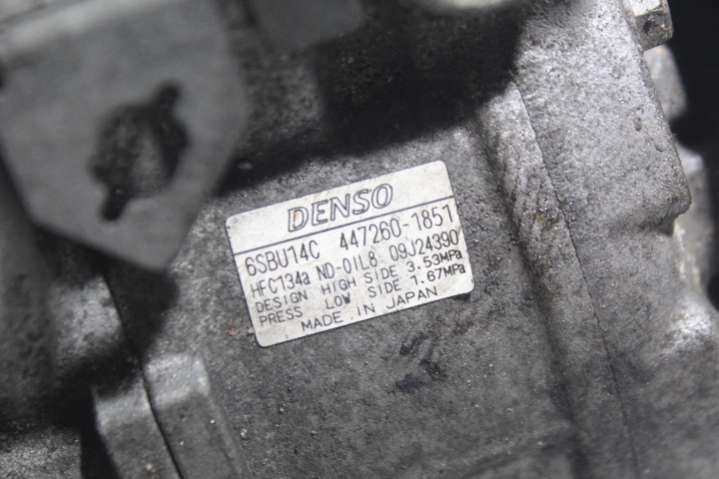 DENSO
6SBU14C 447260-1851
HFC134a ND-OIL8 09J24390
DESIGN HIGH SIDE 3.53MPa
PRESS LOW SIDE 1.67MPa
MADE IN JAPAN